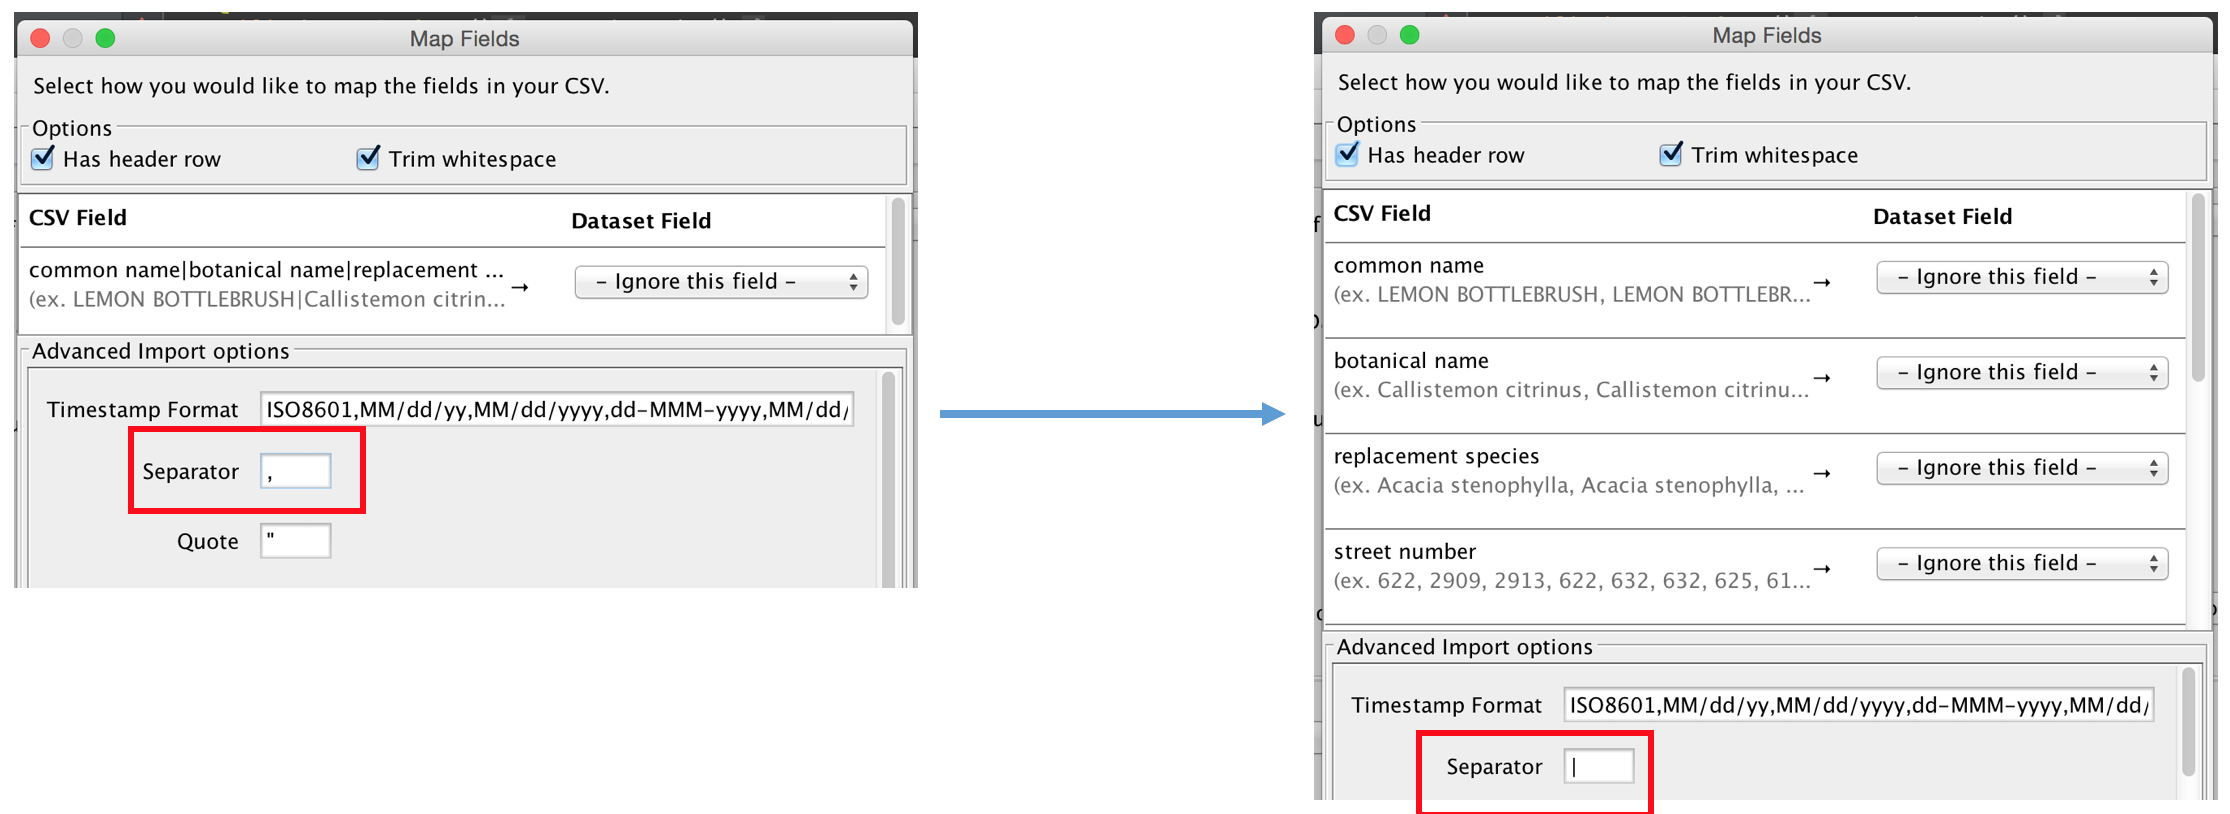 Map Fields
Select how you would like to map the fields in your CSV.
Options
Has header row Trim whitespace
CSV Field Dataset Field
common name|botanical name|replacement ...
(ex. LEMON BOTTLEBRUSH|Callistemon citrin... → – Ignore this field –
Advanced Import options
Timestamp Format ISO8601,MM/dd/yy,MM/dd/yyyy,dd-MMM-yyyy,MM/dd/
Separator ,
Quote "
Map Fields
Select how you would like to map the fields in your CSV.
Options
Has header row Trim whitespace
CSV Field Dataset Field
common name
(ex. LEMON BOTTLEBRUSH, LEMON BOTTLEBR... → – Ignore this field –
botanical name
(ex. Callistemon citrinus, Callistemon citrinu... → – Ignore this field –
replacement species
(ex. Acacia stenophylla, Acacia stenophylla, ... → – Ignore this field –
street number
(ex. 622, 2909, 2913, 622, 632, 632, 625, 61... → – Ignore this field –
Advanced Import options
Timestamp Format ISO8601,MM/dd/yy,MM/dd/yyyy,dd-MMM-yyyy,MM/dd/
Separator |